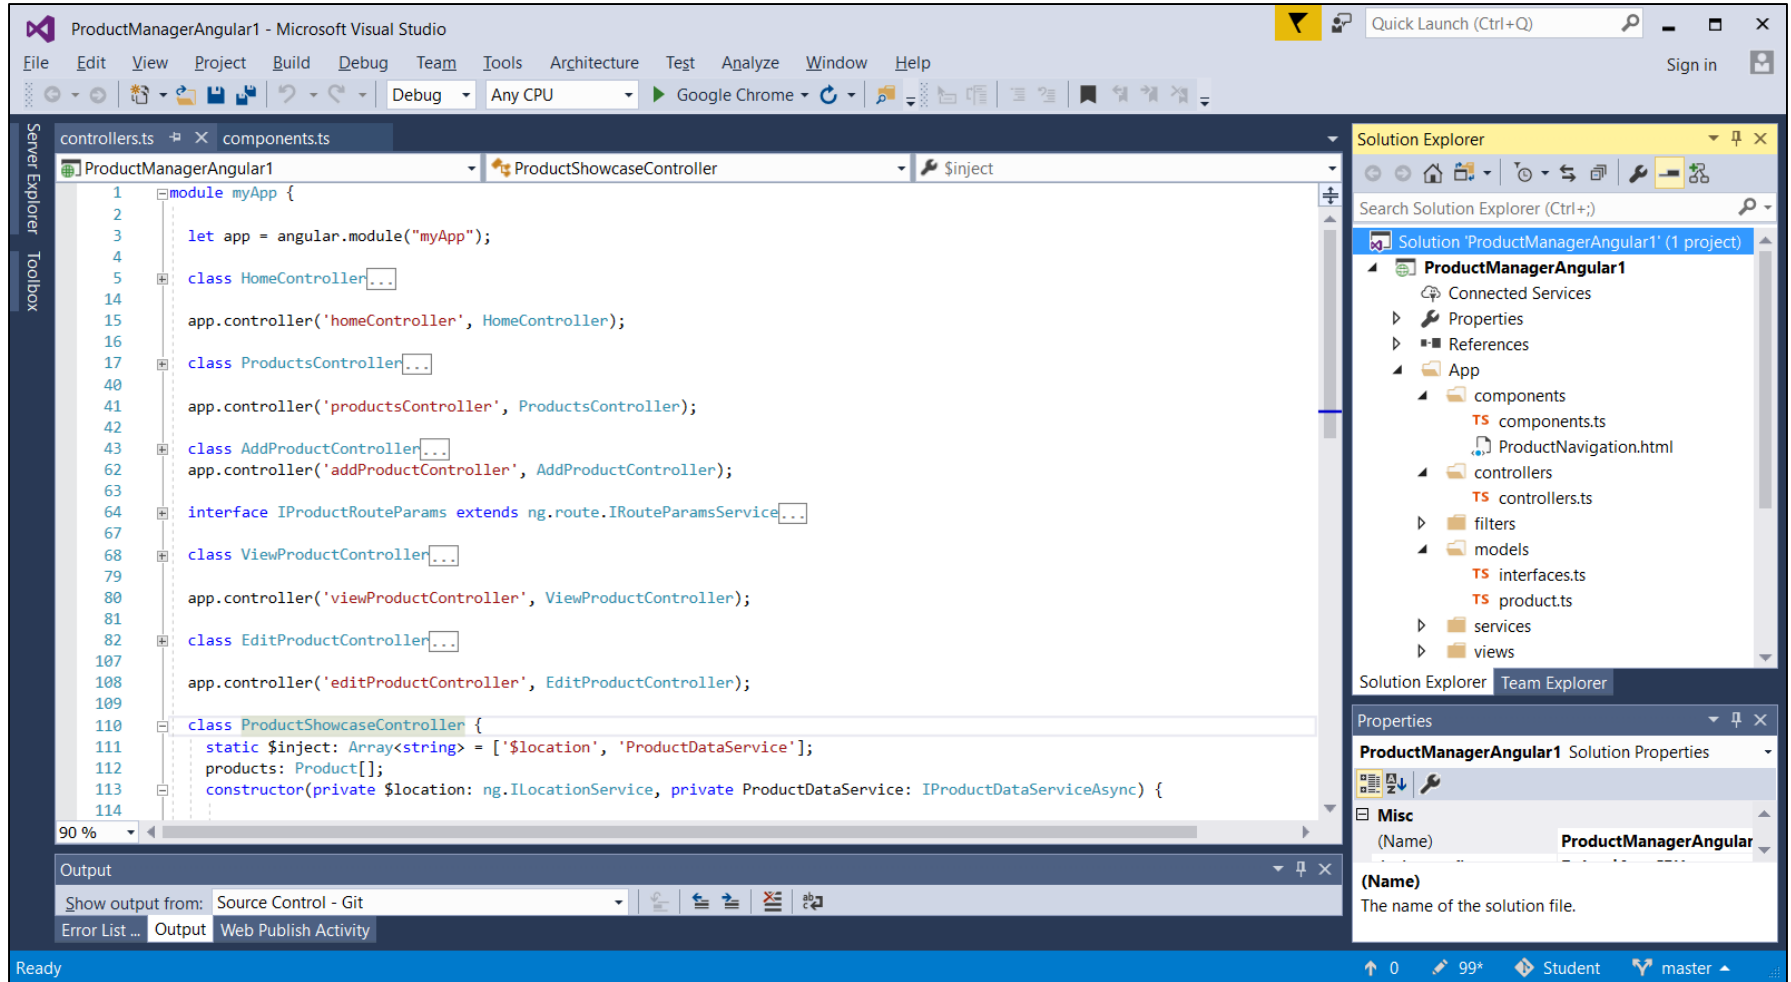 ProductManagerAngular1 - Microsoft Visual Studio
Quick Launch (Ctrl+Q)
File Edit View Project Build Debug Team Tools Architecture Test Analyze Window Help
Sign in
Debug Any CPU Google Chrome
Server Explorer
Toolbox
controllers.ts components.ts
ProductManagerAngular1 ProductShowcaseController $inject
1 module myApp {
2
3 let app = angular.module("myApp");
4
5 class HomeController...
14
15 app.controller('homeController', HomeController);
16
17 class ProductsController...
40
41 app.controller('productsController', ProductsController);
42
43 class AddProductController...
62 app.controller('addProductController', AddProductController);
63
64 interface IProductRouteParams extends ng.route.IRouteParamsService...
67
68 class ViewProductController...
79
80 app.controller('viewProductController', ViewProductController);
81
82 class EditProductController...
107
108 app.controller('editProductController', EditProductController);
109
110 class ProductShowcaseController {
111 static $inject: Array<string> = ['$location', 'ProductDataService'];
112 products: Product[];
113 constructor(private $location: ng.ILocationService, private ProductDataService: IProductDataServiceAsync) {
114
90 %
Output
Show output from: Source Control - Git
Error List ... Output Web Publish Activity
Solution Explorer
Search Solution Explorer (Ctrl+;)
Solution 'ProductManagerAngular1' (1 project)
ProductManagerAngular1
Connected Services
Properties
References
App
components
TS components.ts
ProductNavigation.html
controllers
TS controllers.ts
filters
models
TS interfaces.ts
TS product.ts
services
views
Solution Explorer Team Explorer
Properties
ProductManagerAngular1 Solution Properties
Misc
(Name) ProductManagerAngular
(Name)
The name of the solution file.
Ready
0 99* Student master